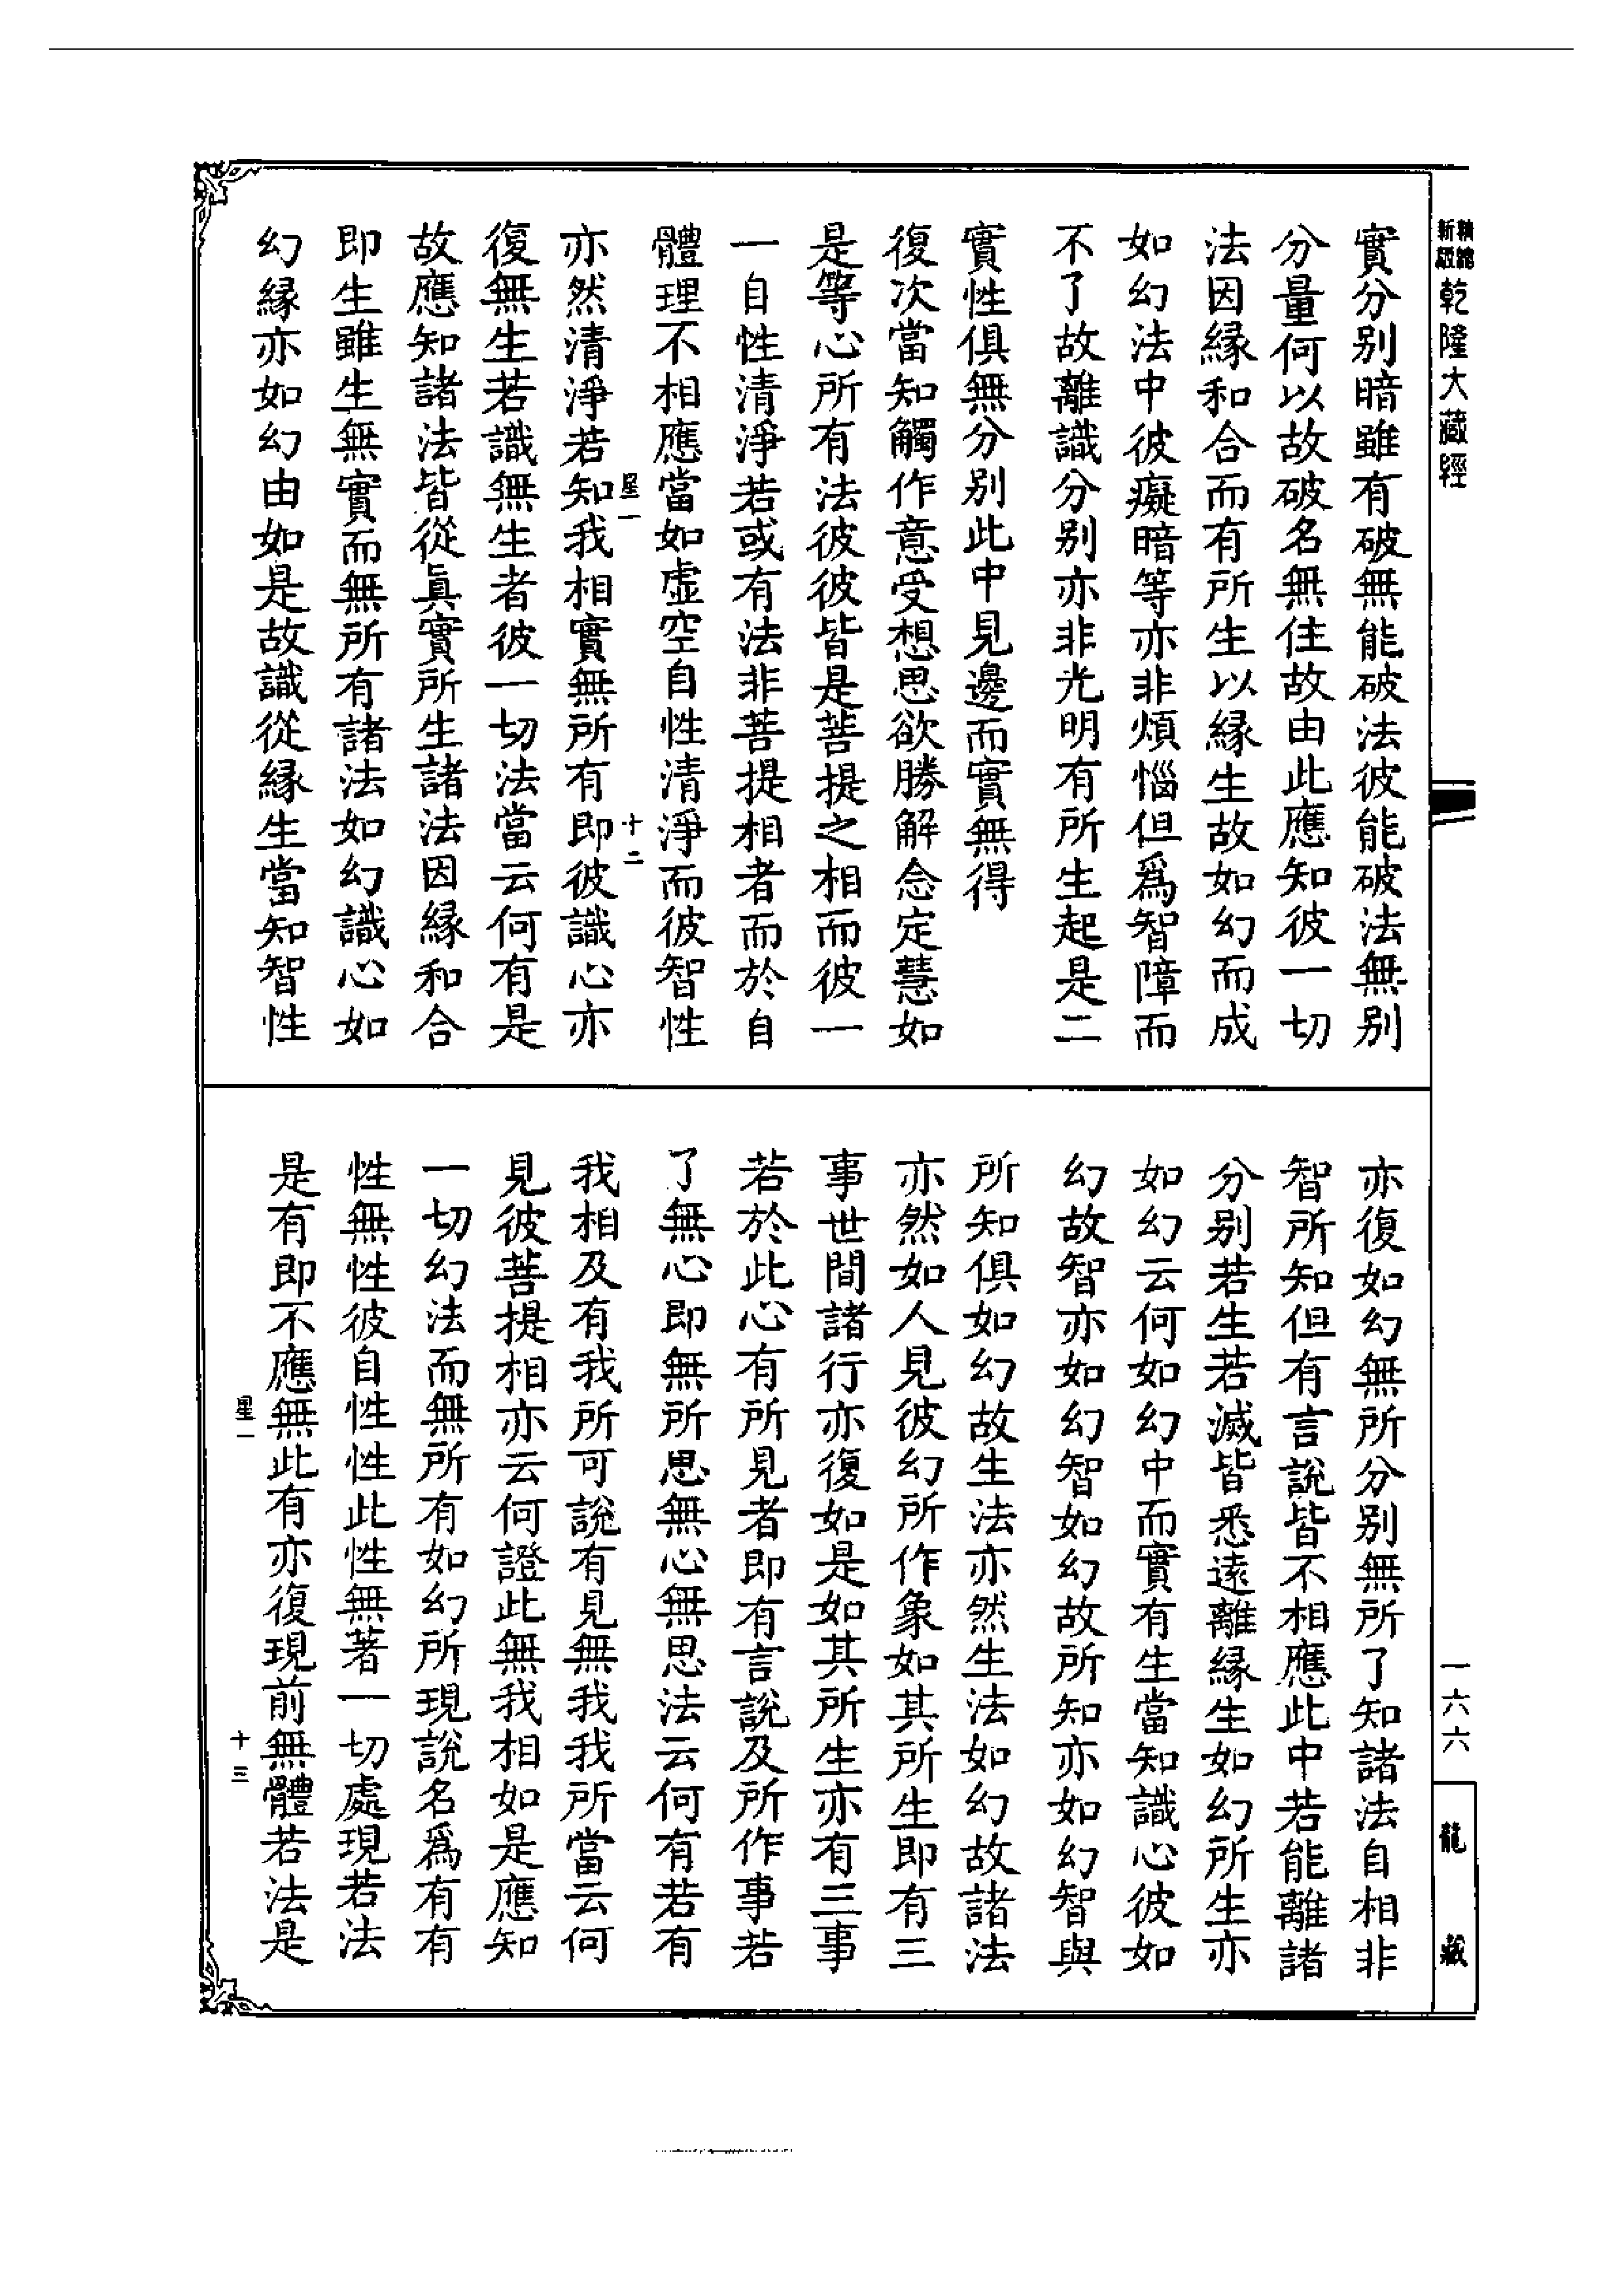 新版精縮乾隆大藏經
實分别暗雖有破無能破法彼能破法無别
分量何以故破名無住故由此應知彼一切
法因緣和合而有所生以緣生故如幻而成
如幻法中彼癡暗等亦非煩惱但爲智障而
不了故離識分别亦非光明有所生起是二
實性俱無分别此中見邊而實無得
復次當知觸作意受想思欲勝解念定慧如
是等心所有法彼彼皆是菩提之相而彼一
一自性清淨若或有法非菩提相者而於自
體理不相應當如虚空自性清淨而彼智性
星一 十二
亦然清淨若知我相實無所有即彼識心亦
復無生若識無生者彼一切法當云何有是
故應知諸法皆從真實所生諸法因緣和合
即生雖生無實而無所有諸法如幻識心如
幻緣亦如幻由如是故識從緣生當知智性
亦復如幻無所分别無所了知諸法自相非
智所知但有言說皆不相應此中若能離諸
分别若生若滅皆悉遠離緣生如幻所生亦
如幻云何如幻中而實有生當知識心彼如
幻故智亦如幻智如幻故所知亦如幻智與
所知俱如幻故生法亦然生法如幻故諸法
亦然如人見彼幻所作象如其所生即有三
事世間諸行亦復如是如其所生亦有三事
若於此心有所見者即有言說及所作事若
了無心即無所思無心無思法云何有若有
我相及有我所可說有見無我我所當云何
見彼菩提相亦云何證此無我相如是應知
一切幻法而無所有如幻所現說名爲有有
性無性彼自性性此性無著一切處現若法
是有即不應無此有亦復現前無體若法是
星一 十三
一六六
龍藏